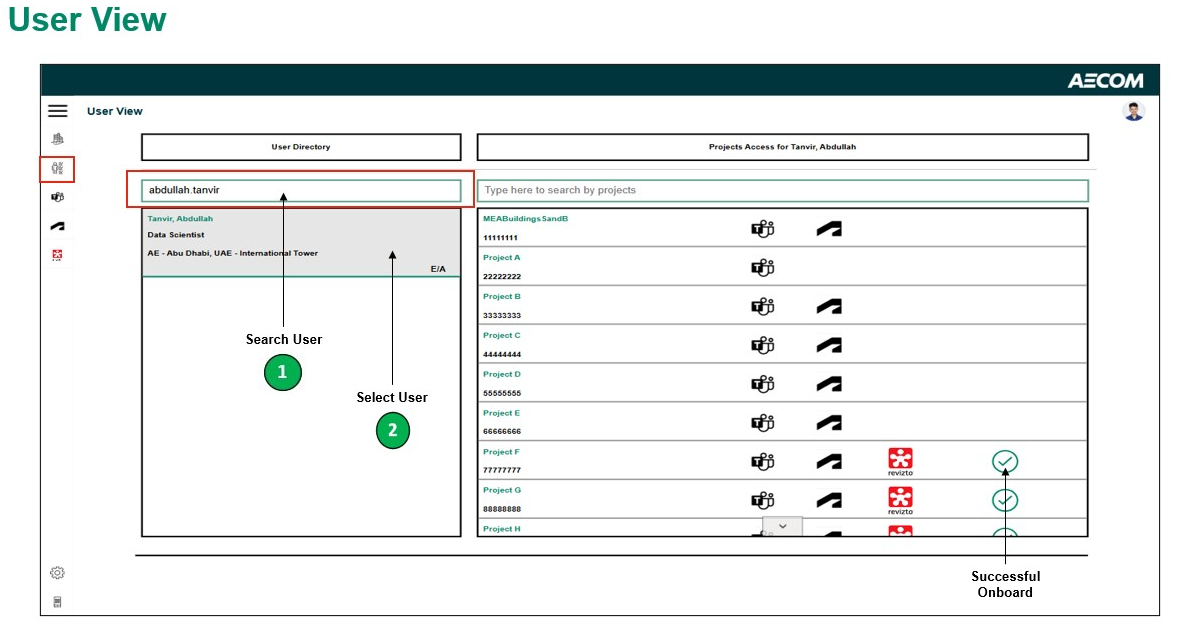 User View
AECOM
User View
User Directory
Projects Access for Tanvir, Abdullah
abdullah.tanvir
Type here to search by projects
Tanvir, Abdullah
Data Scientist
AE - Abu Dhabi, UAE - International Tower
E/A
Search User
1
Select User
2
MEABuildingsSandB
11111111
Project A
22222222
Project B
33333333
Project C
44444444
Project D
55555555
Project E
66666666
Project F
77777777
revizto
Project G
88888888
revizto
Project H
Successful
Onboard